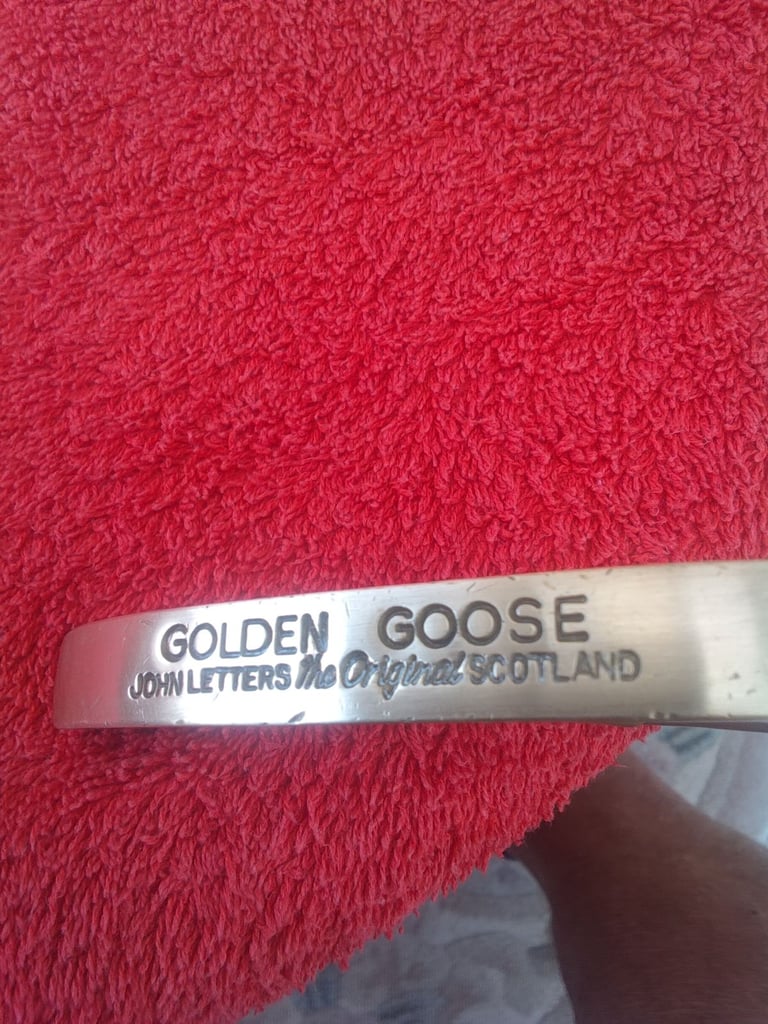 GOLDEN GOOSE
JOHN LETTERS The Original SCOTLAND